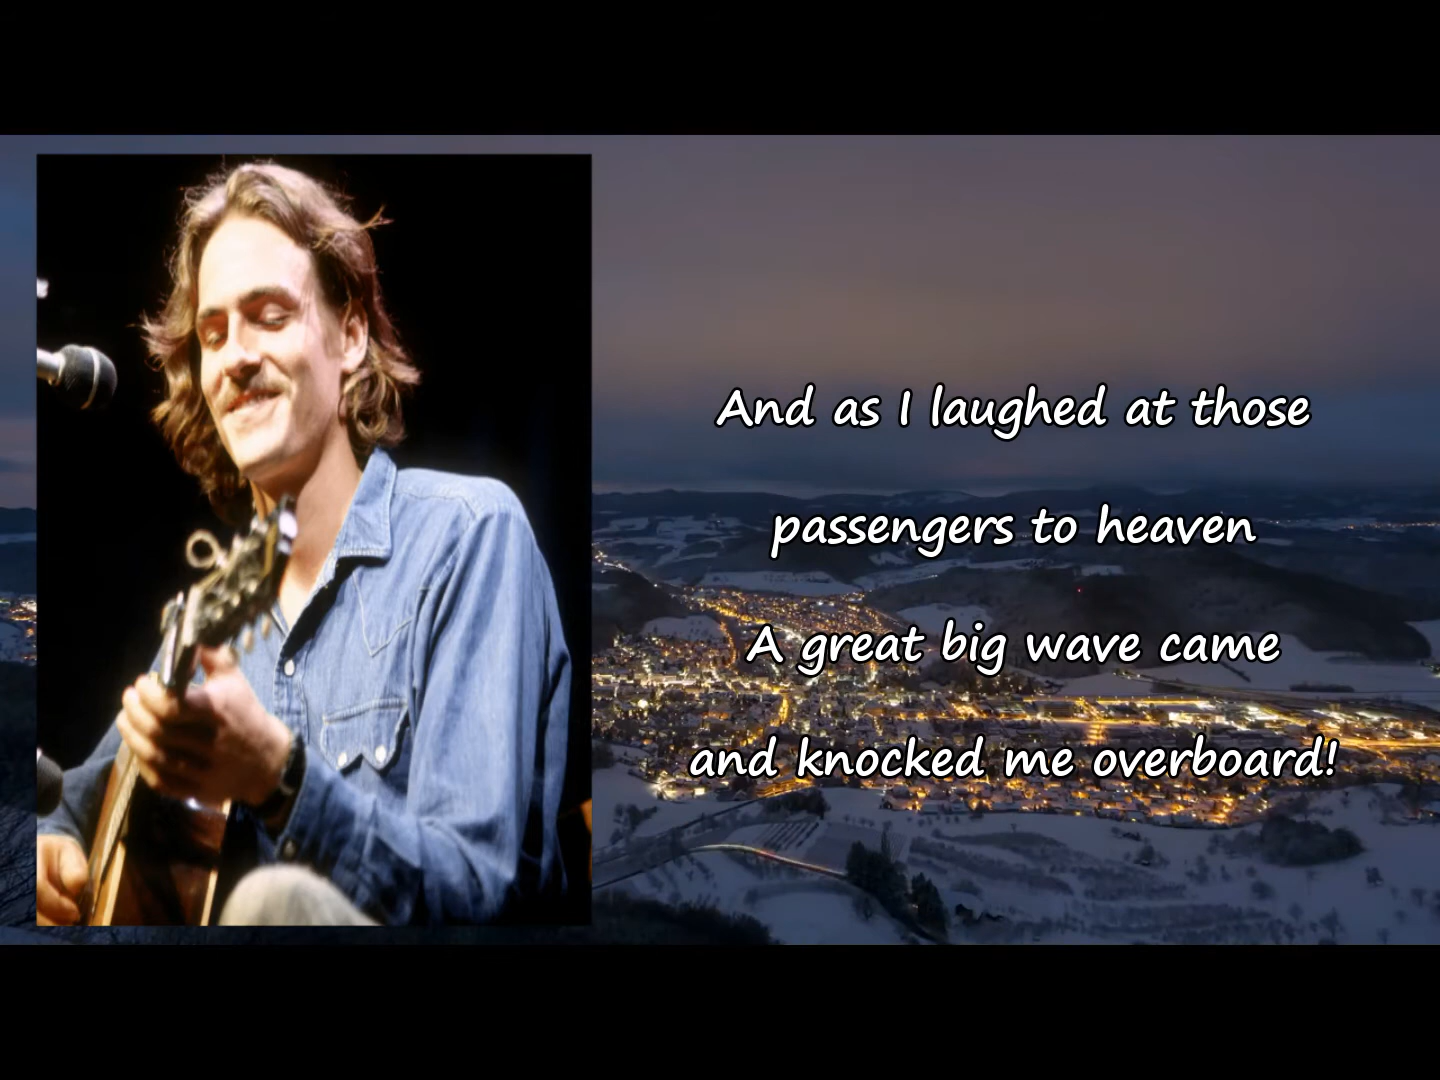 And as I laughed at those
passengers to heaven
A great big wave came
and knocked me overboard!